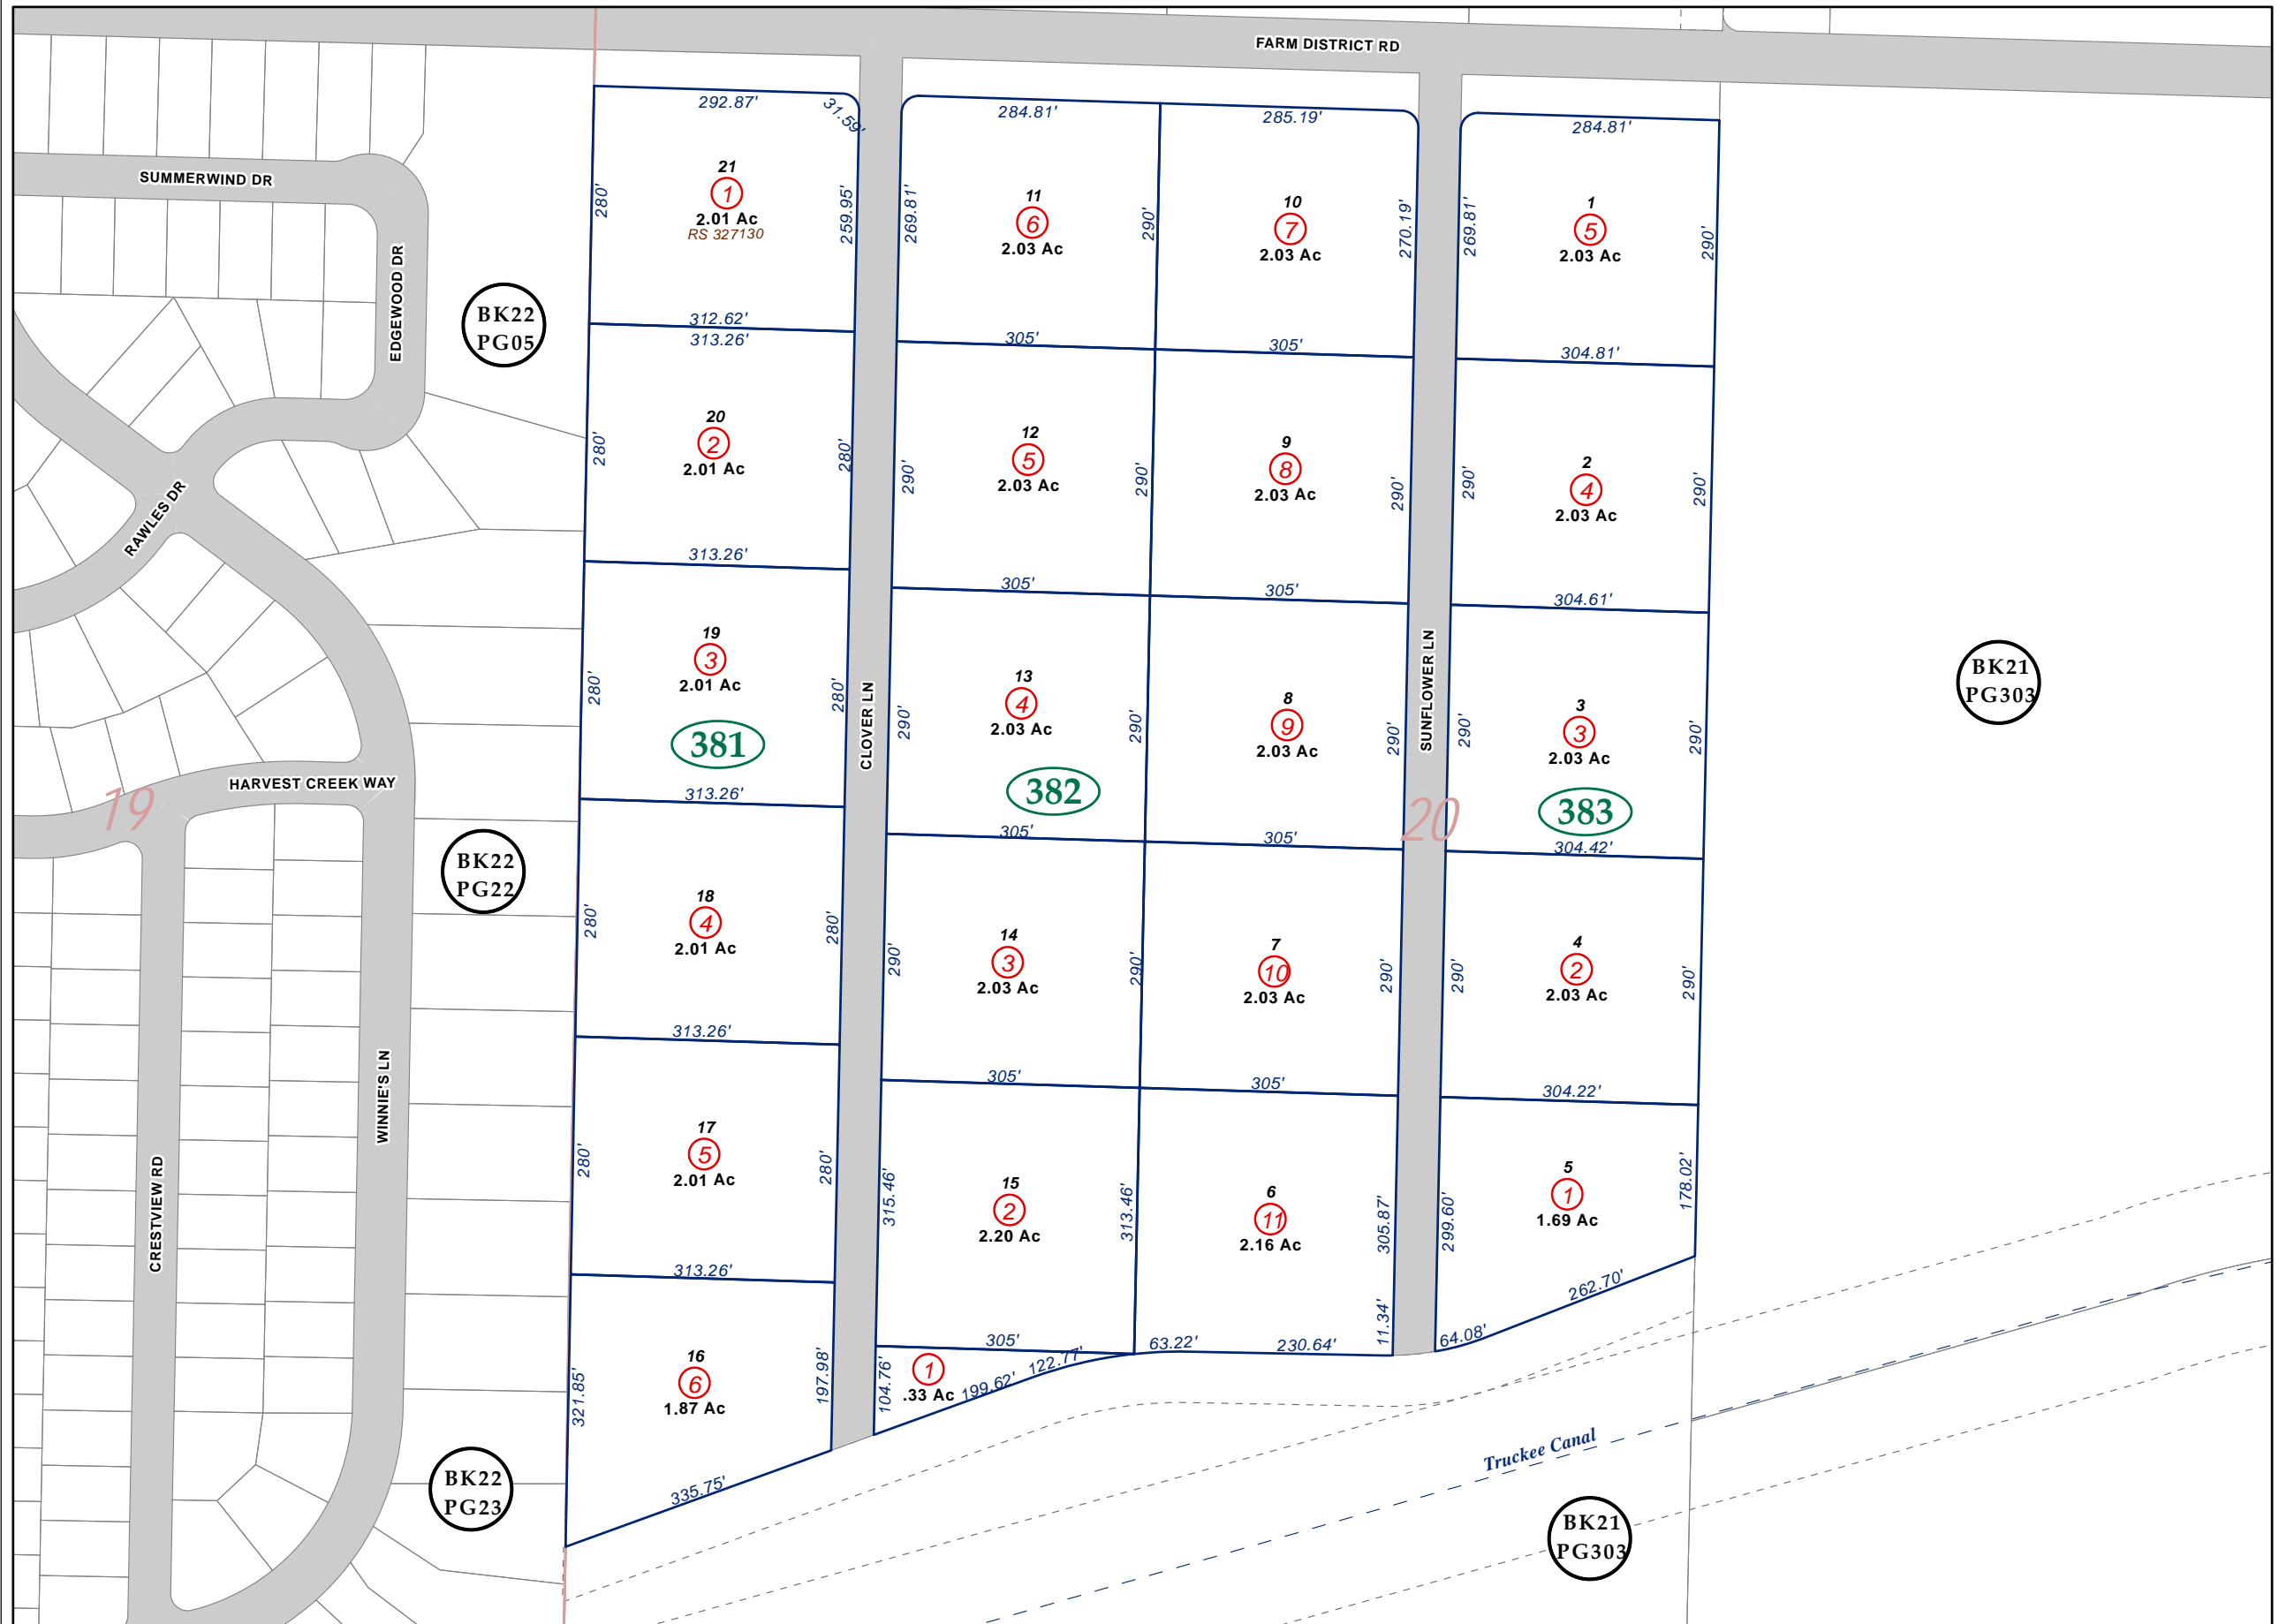 FARM DISTRICT RD
292.87'
31.59'
284.81'
285.19'
284.81'
SUMMERWIND DR
EDGEWOOD DR
BK22
PG05
280'
21
1
2.01 Ac
RS 327130
259.95'
269.81'
11
6
2.03 Ac
290'
10
7
2.03 Ac
270.19'
269.81'
1
5
2.03 Ac
290'
312.62'
313.26'
305'
305'
304.81'
280'
20
2
2.01 Ac
280'
290'
12
5
2.03 Ac
290'
9
8
2.03 Ac
290'
290'
2
4
2.03 Ac
290'
RAWLES DR
313.26'
305'
305'
304.61'
280'
19
3
2.01 Ac
381
280'
CLOVER LN
290'
13
4
2.03 Ac
382
290'
8
9
2.03 Ac
290'
SUNFLOWER LN
290'
3
3
2.03 Ac
383
290'
BK21
PG303
HARVEST CREEK WAY
19
20
313.26'
305'
305'
304.42'
BK22
PG22
280'
18
4
2.01 Ac
280'
290'
14
3
2.03 Ac
290'
7
10
2.03 Ac
290'
290'
4
2
2.03 Ac
290'
313.26'
305'
305'
304.22'
WINNIE'S LN
CRESTVIEW RD
280'
17
5
2.01 Ac
280'
315.46'
15
2
2.20 Ac
313.46'
6
11
2.16 Ac
305.87'
11.34'
299.60'
5
1
1.69 Ac
178.02'
262.70'
64.08'
313.26'
305'
63.22'
230.64'
321.85'
16
6
1.87 Ac
197.98'
104.76'
1
.33 Ac
199.62'
122.77'
335.75'
BK22
PG23
Truckee Canal
BK21
PG303